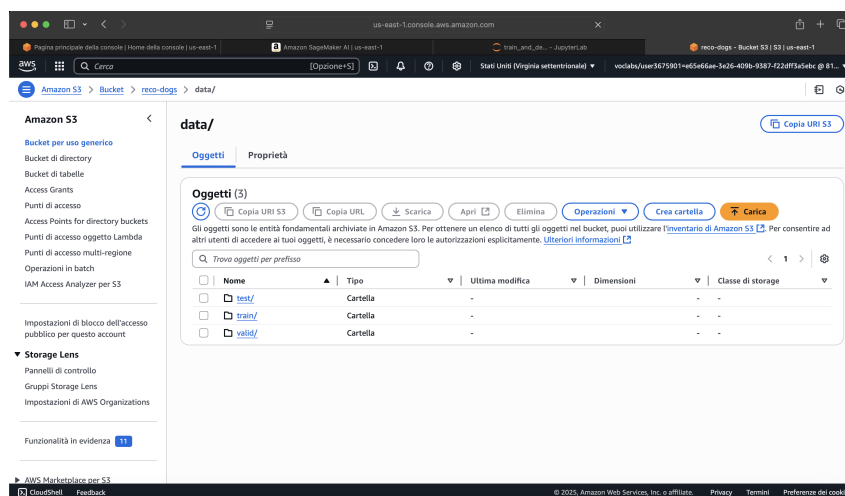 us-east-1.console.aws.amazon.com
Pagina principale della console | Home della console | us-east-1
Amazon SageMaker AI | us-east-1
train_and_de... - JupyterLab
reco-dogs - Bucket S3 | S3 | us-east-1
aws
Cerca
[Opzione+S]
Stati Uniti (Virginia settentrionale)
voclabs/user3675901=e65e66ae-3e26-409b-9387-f22dff3a5ebc @ 81...
Amazon S3 > Bucket > reco-dogs > data/
Amazon S3
Bucket per uso generico
Bucket di directory
Bucket di tabelle
Access Grants
Punti di accesso
Access Points for directory buckets
Punti di accesso oggetto Lambda
Punti di accesso multi-regione
Operazioni in batch
IAM Access Analyzer per S3
Impostazioni di blocco dell'accesso
pubblico per questo account
Storage Lens
Pannelli di controllo
Gruppi Storage Lens
Impostazioni di AWS Organizations
Funzionalità in evidenza 11
AWS Marketplace per S3
data/
Copia URI S3
Oggetti Proprietà
Oggetti (3)
Copia URI S3 Copia URL Scarica Apri Elimina Operazioni Crea cartella Carica
Gli oggetti sono le entità fondamentali archiviate in Amazon S3. Per ottenere un elenco di tutti gli oggetti nel bucket, puoi utilizzare l'inventario di Amazon S3. Per consentire ad
altri utenti di accedere ai tuoi oggetti, è necessario concedere loro le autorizzazioni esplicitamente. Ulteriori informazioni
Trova oggetti per prefisso
1
Nome Tipo Ultima modifica Dimensioni Classe di storage
test/ Cartella - - -
train/ Cartella - - -
valid/ Cartella - - -
CloudShell Feedback © 2025, Amazon Web Services, Inc. o affiliate. Privacy Termini Preferenze dei cook